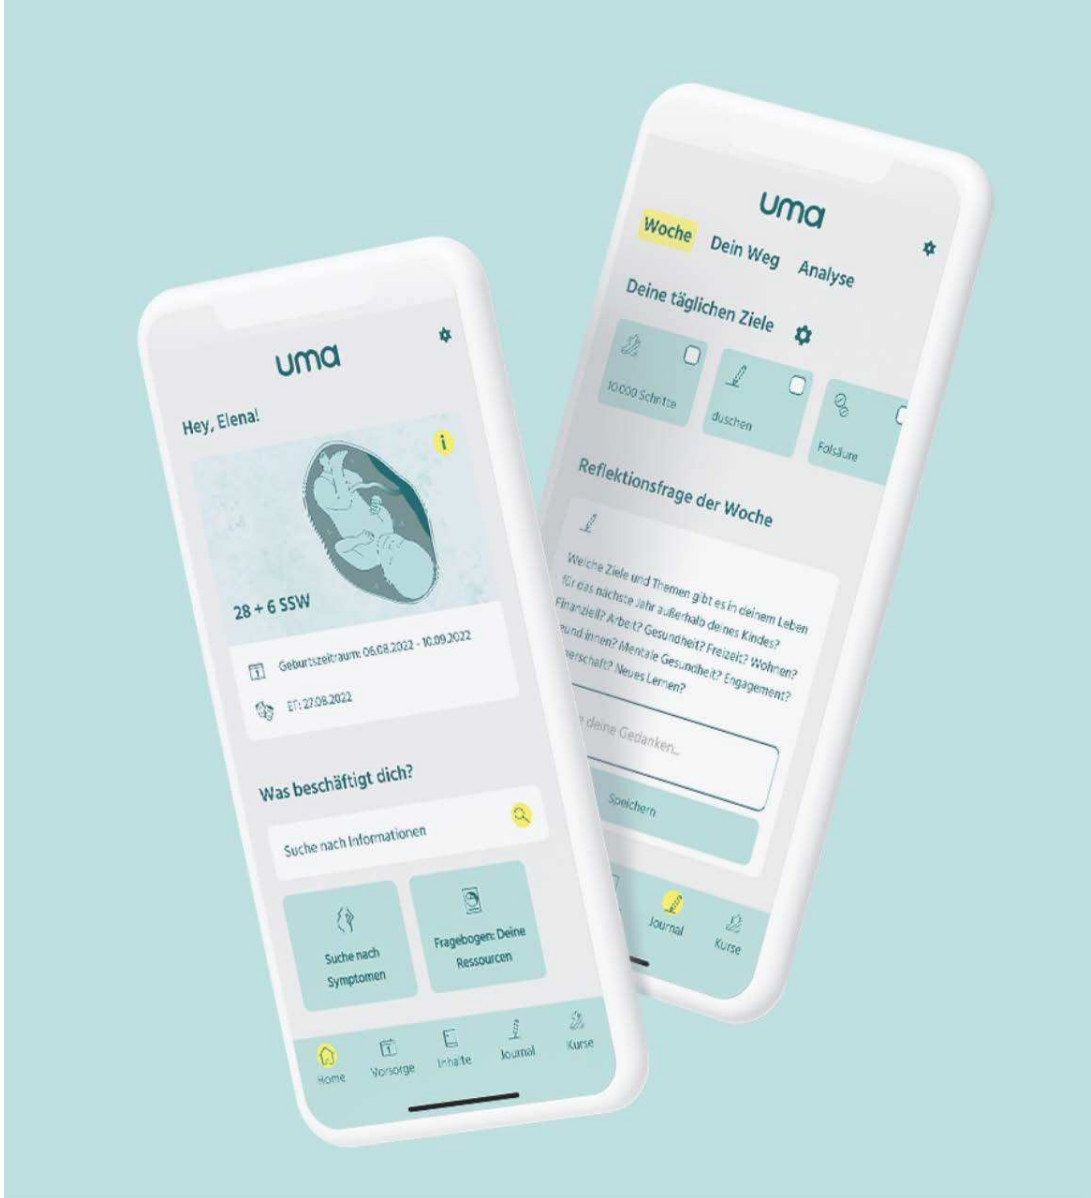 uma
Hey, Elena!
i
28 + 6 SSW
Geburtszeitraum: 06.08.2022 - 10.09.2022
ET: 27.08.2022
Was beschäftigt dich?
Suche nach Informationen
Suche nach
Symptomen
Fragebogen: Deine
Ressourcen
Home
Vorsorge
Inhalte
Journal
Kurse
uma
Woche
Dein Weg
Analyse
Deine täglichen Ziele
10.000 Schritte
duschen
Folsäure
Reflektionsfrage der Woche
Welche Ziele und Themen gibt es in deinem Leben
für das nächste Jahr außerhalb deines Kindes?
Finanziell? Arbeit? Gesundheit? Freizeit? Wohnen?
eund:innen? Mentale Gesundheit? Engagement?
nerschaft? Neues Lernen?
e deine Gedanken...
Speichern
Journal
Kurse